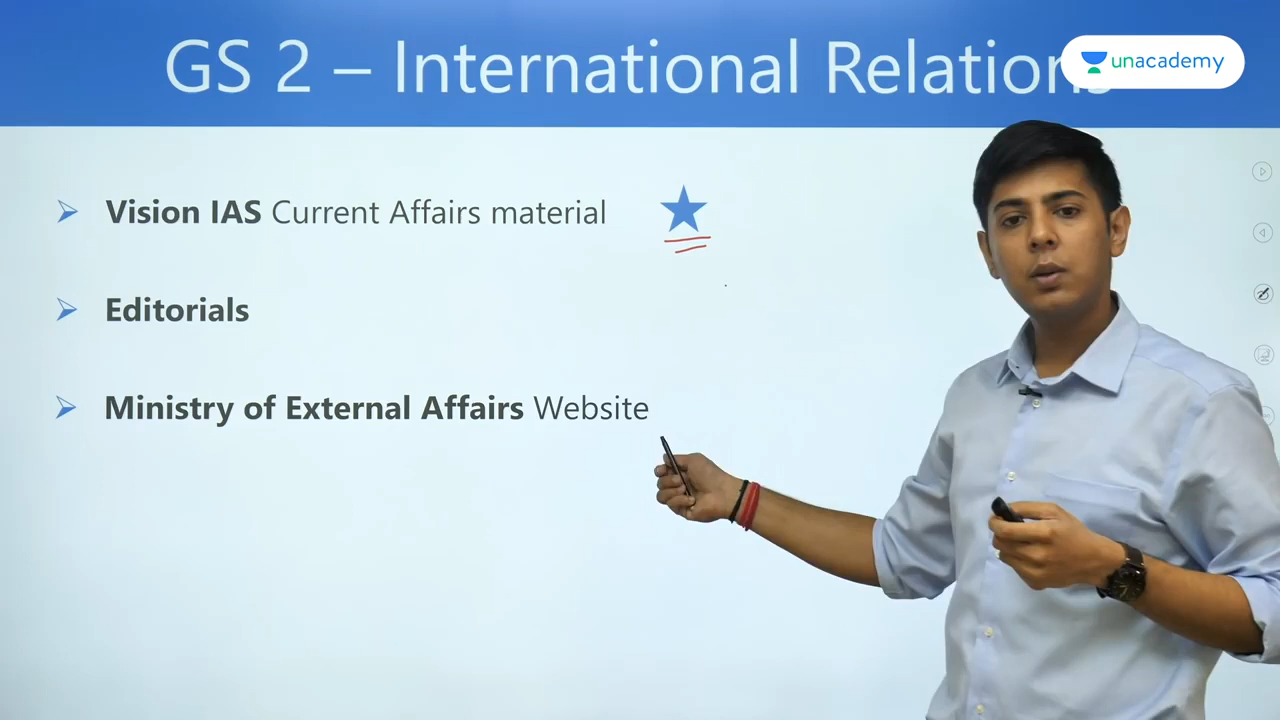 GS 2 – International Relations
unacademy
Vision IAS Current Affairs material
Editorials
Ministry of External Affairs Website